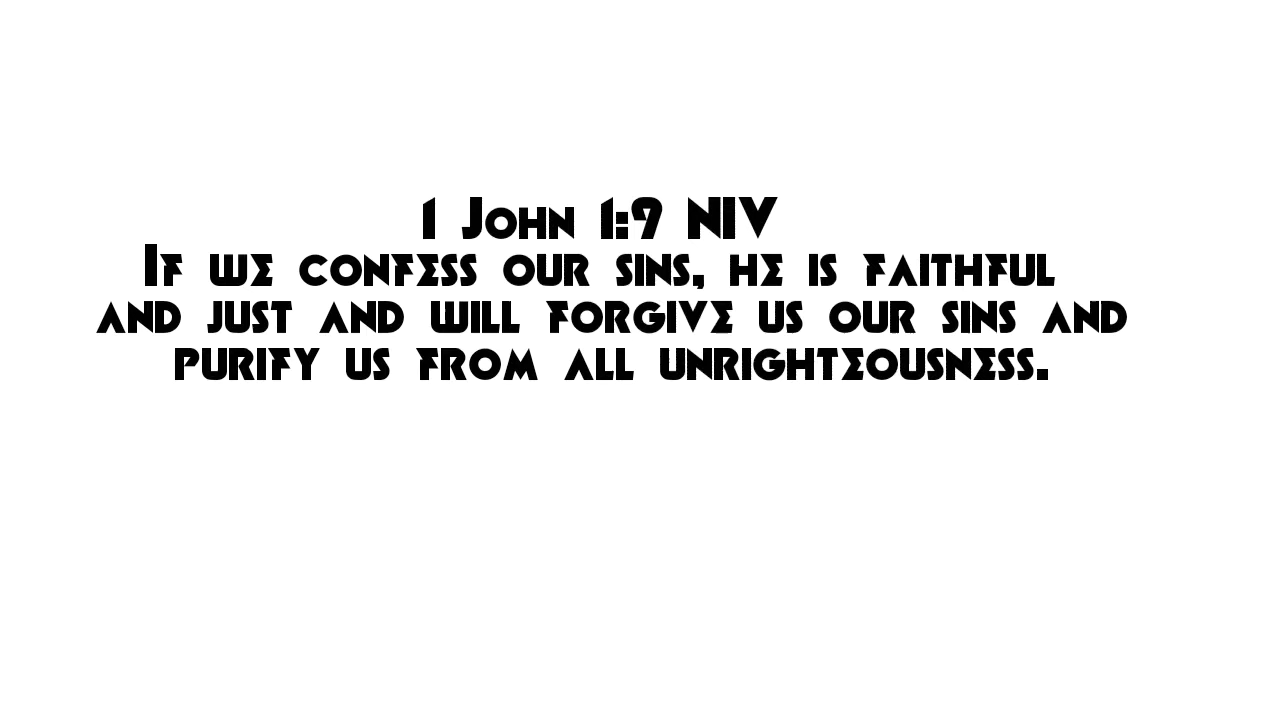 1 John 1:9 NIV
If we confess our sins, he is faithful
and just and will forgive us our sins and
purify us from all unrighteousness.